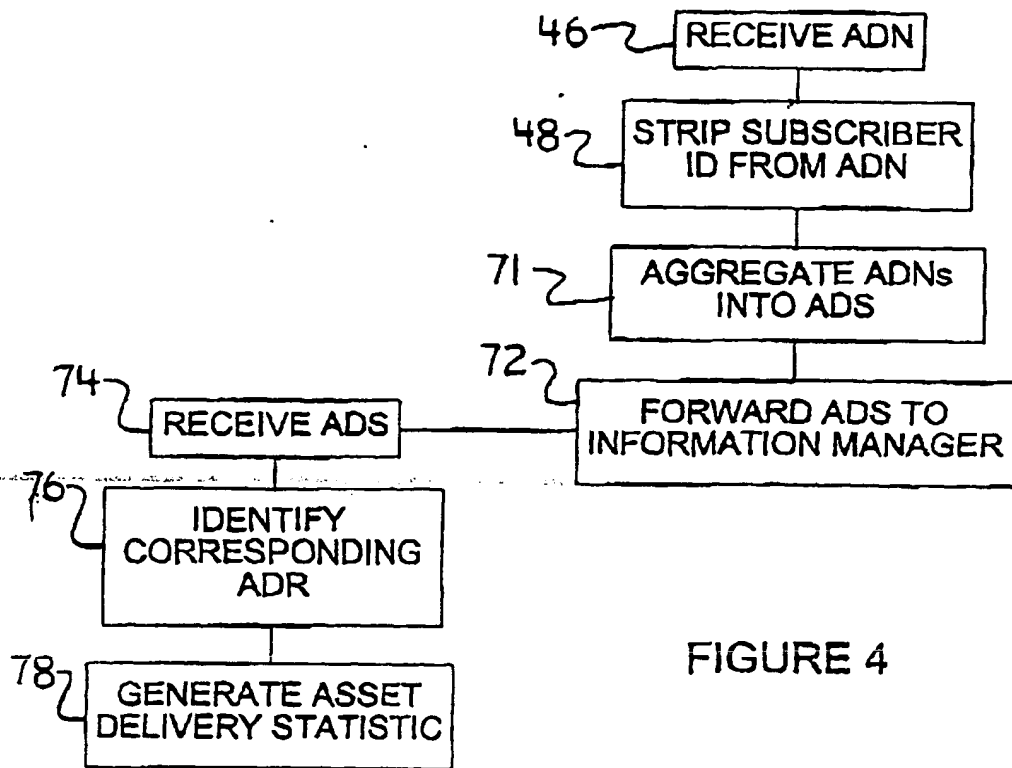 46
RECEIVE ADN
48
STRIP SUBSCRIBER
ID FROM ADN
71
AGGREGATE ADNs
INTO ADS
72
FORWARD ADS TO
INFORMATION MANAGER
74
RECEIVE ADS
76
IDENTIFY
CORRESPONDING
ADR
78
GENERATE ASSET
DELIVERY STATISTIC
FIGURE 4